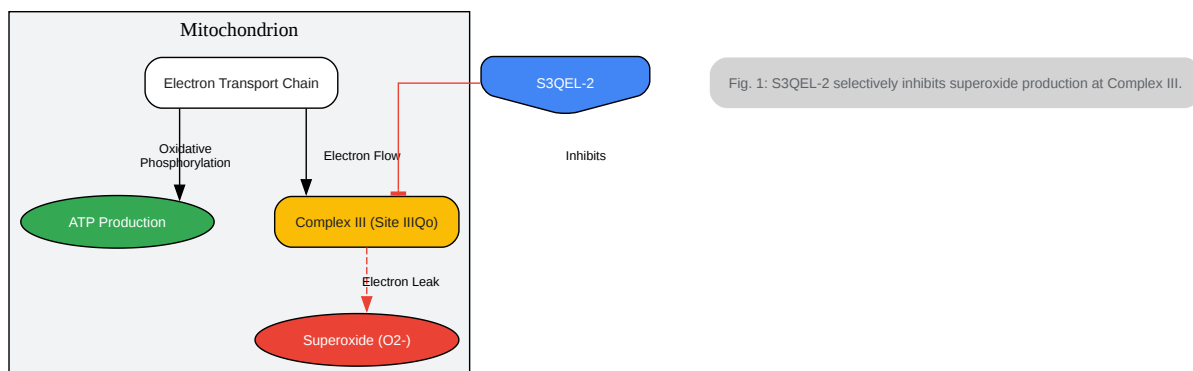 Mitochondrion
Electron Transport Chain
S3QEL-2
Fig. 1: S3QEL-2 selectively inhibits superoxide production at Complex III.
Oxidative
Phosphorylation
Electron Flow
Inhibits
ATP Production
Complex III (Site IIIQo)
Electron Leak
Superoxide (O2-)